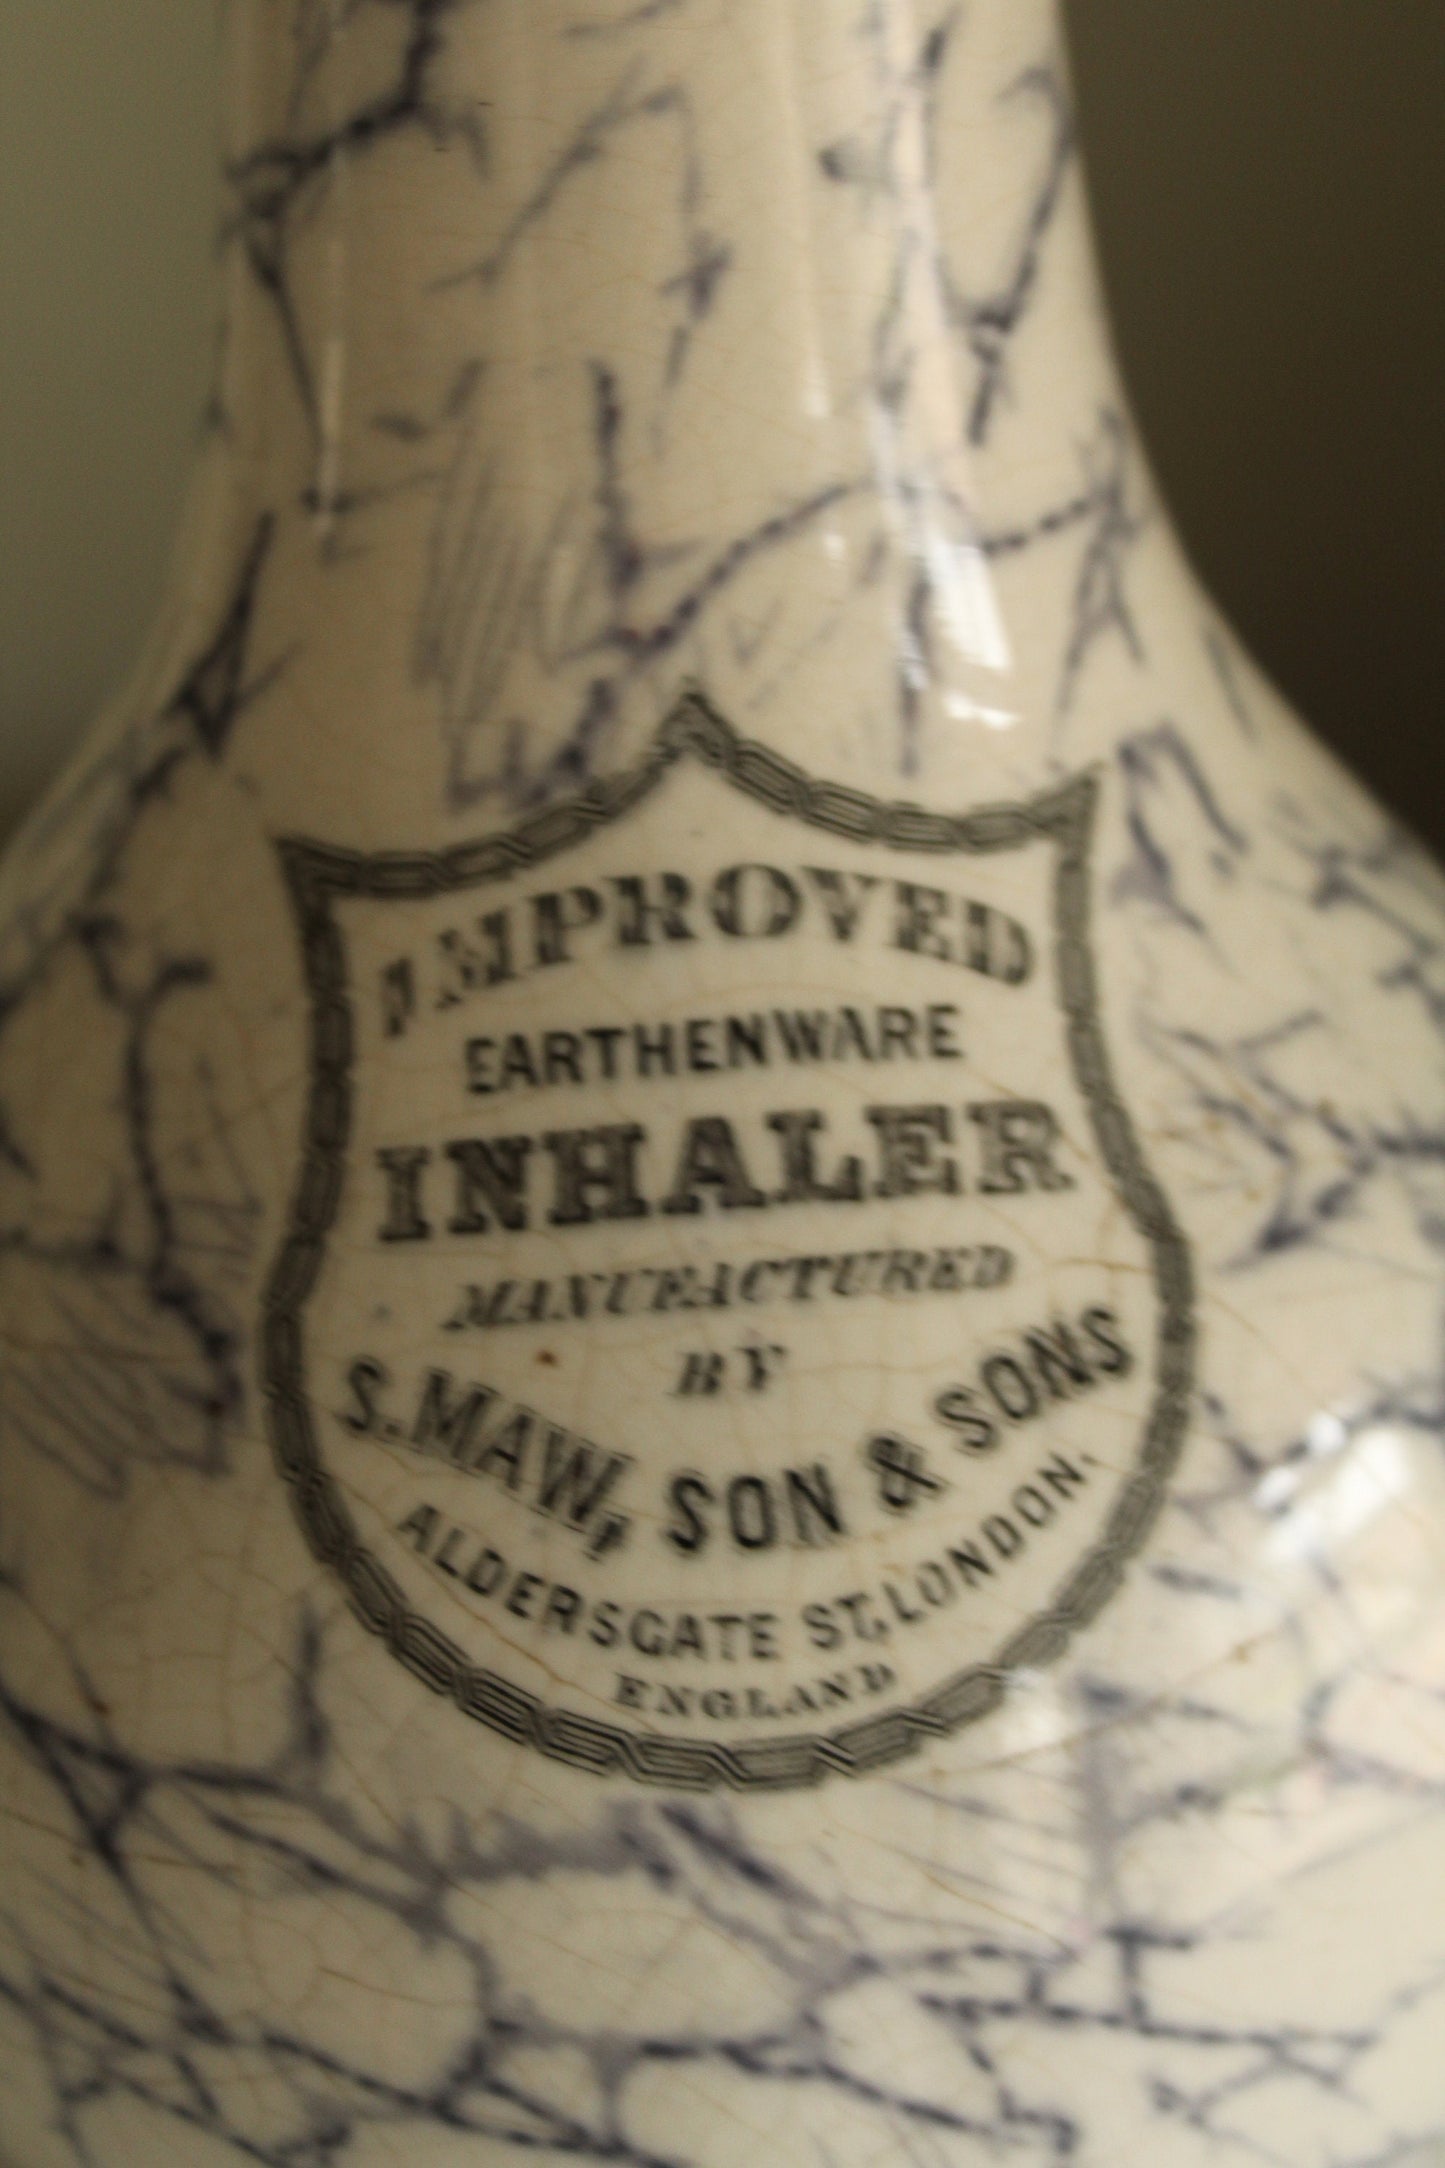 IMPROVED
EARTHENWARE
INHALER
MANUFACTURED
BY
S. MAW, SON & SONS
ALDERSGATE ST, LONDON.
ENGLAND